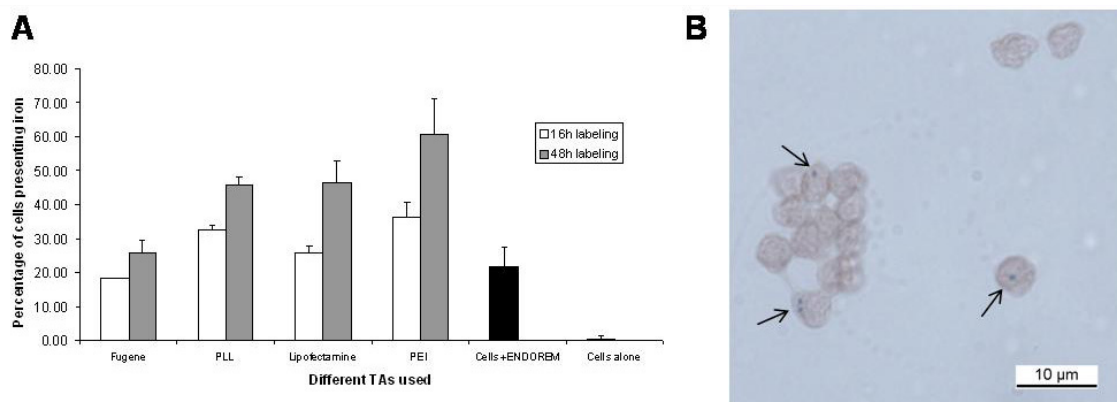 A
Percentage of cells presenting iron
80.00
70.00
60.00
50.00
40.00
30.00
20.00
10.00
0.00
16h labeling
48h labeling
Fugene
PLL
Lipofectamine
PEI
Cells+ENDOREM
Cells alone
Different TAs used
B
10 µm